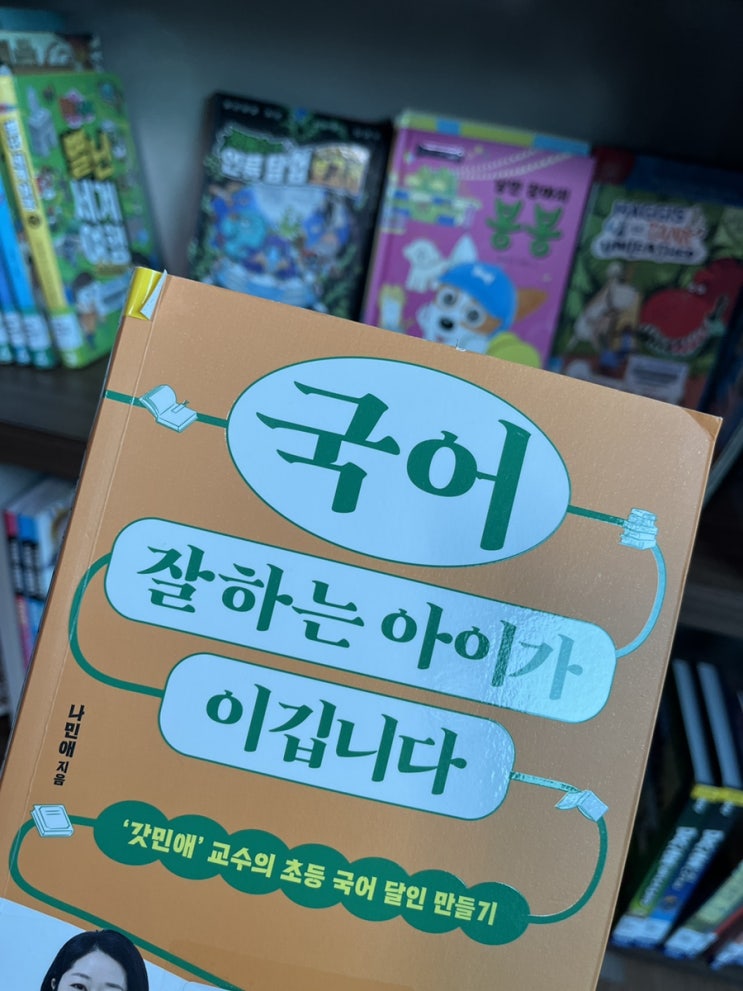 국어
잘하는 아이가
이깁니다
나민애 지음
'갓민애' 교수의 초등 국어 달인 만들기
봉봉